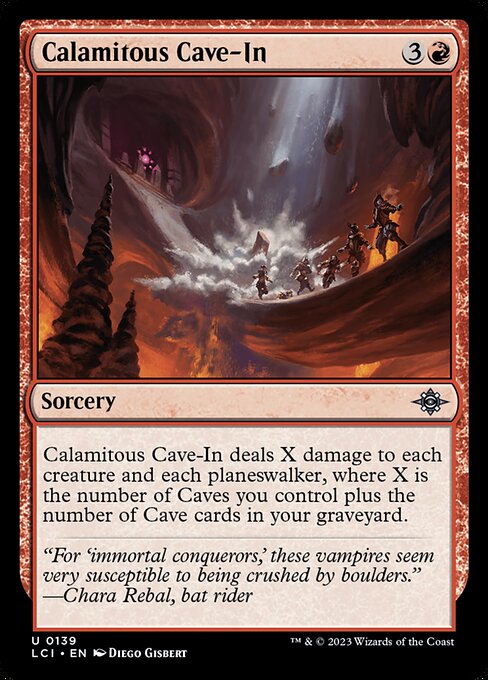 Calamitous Cave-In 3
Sorcery
Calamitous Cave-In deals X damage to each
creature and each planeswalker, where X is
the number of Caves you control plus the
number of Cave cards in your graveyard.
“For ‘immortal conquerors,’ these vampires seem
very susceptible to being crushed by boulders.”
—Chara Rebal, bat rider
U 0139
LCI • EN Diego Gisbert
™ & © 2023 Wizards of the Coast